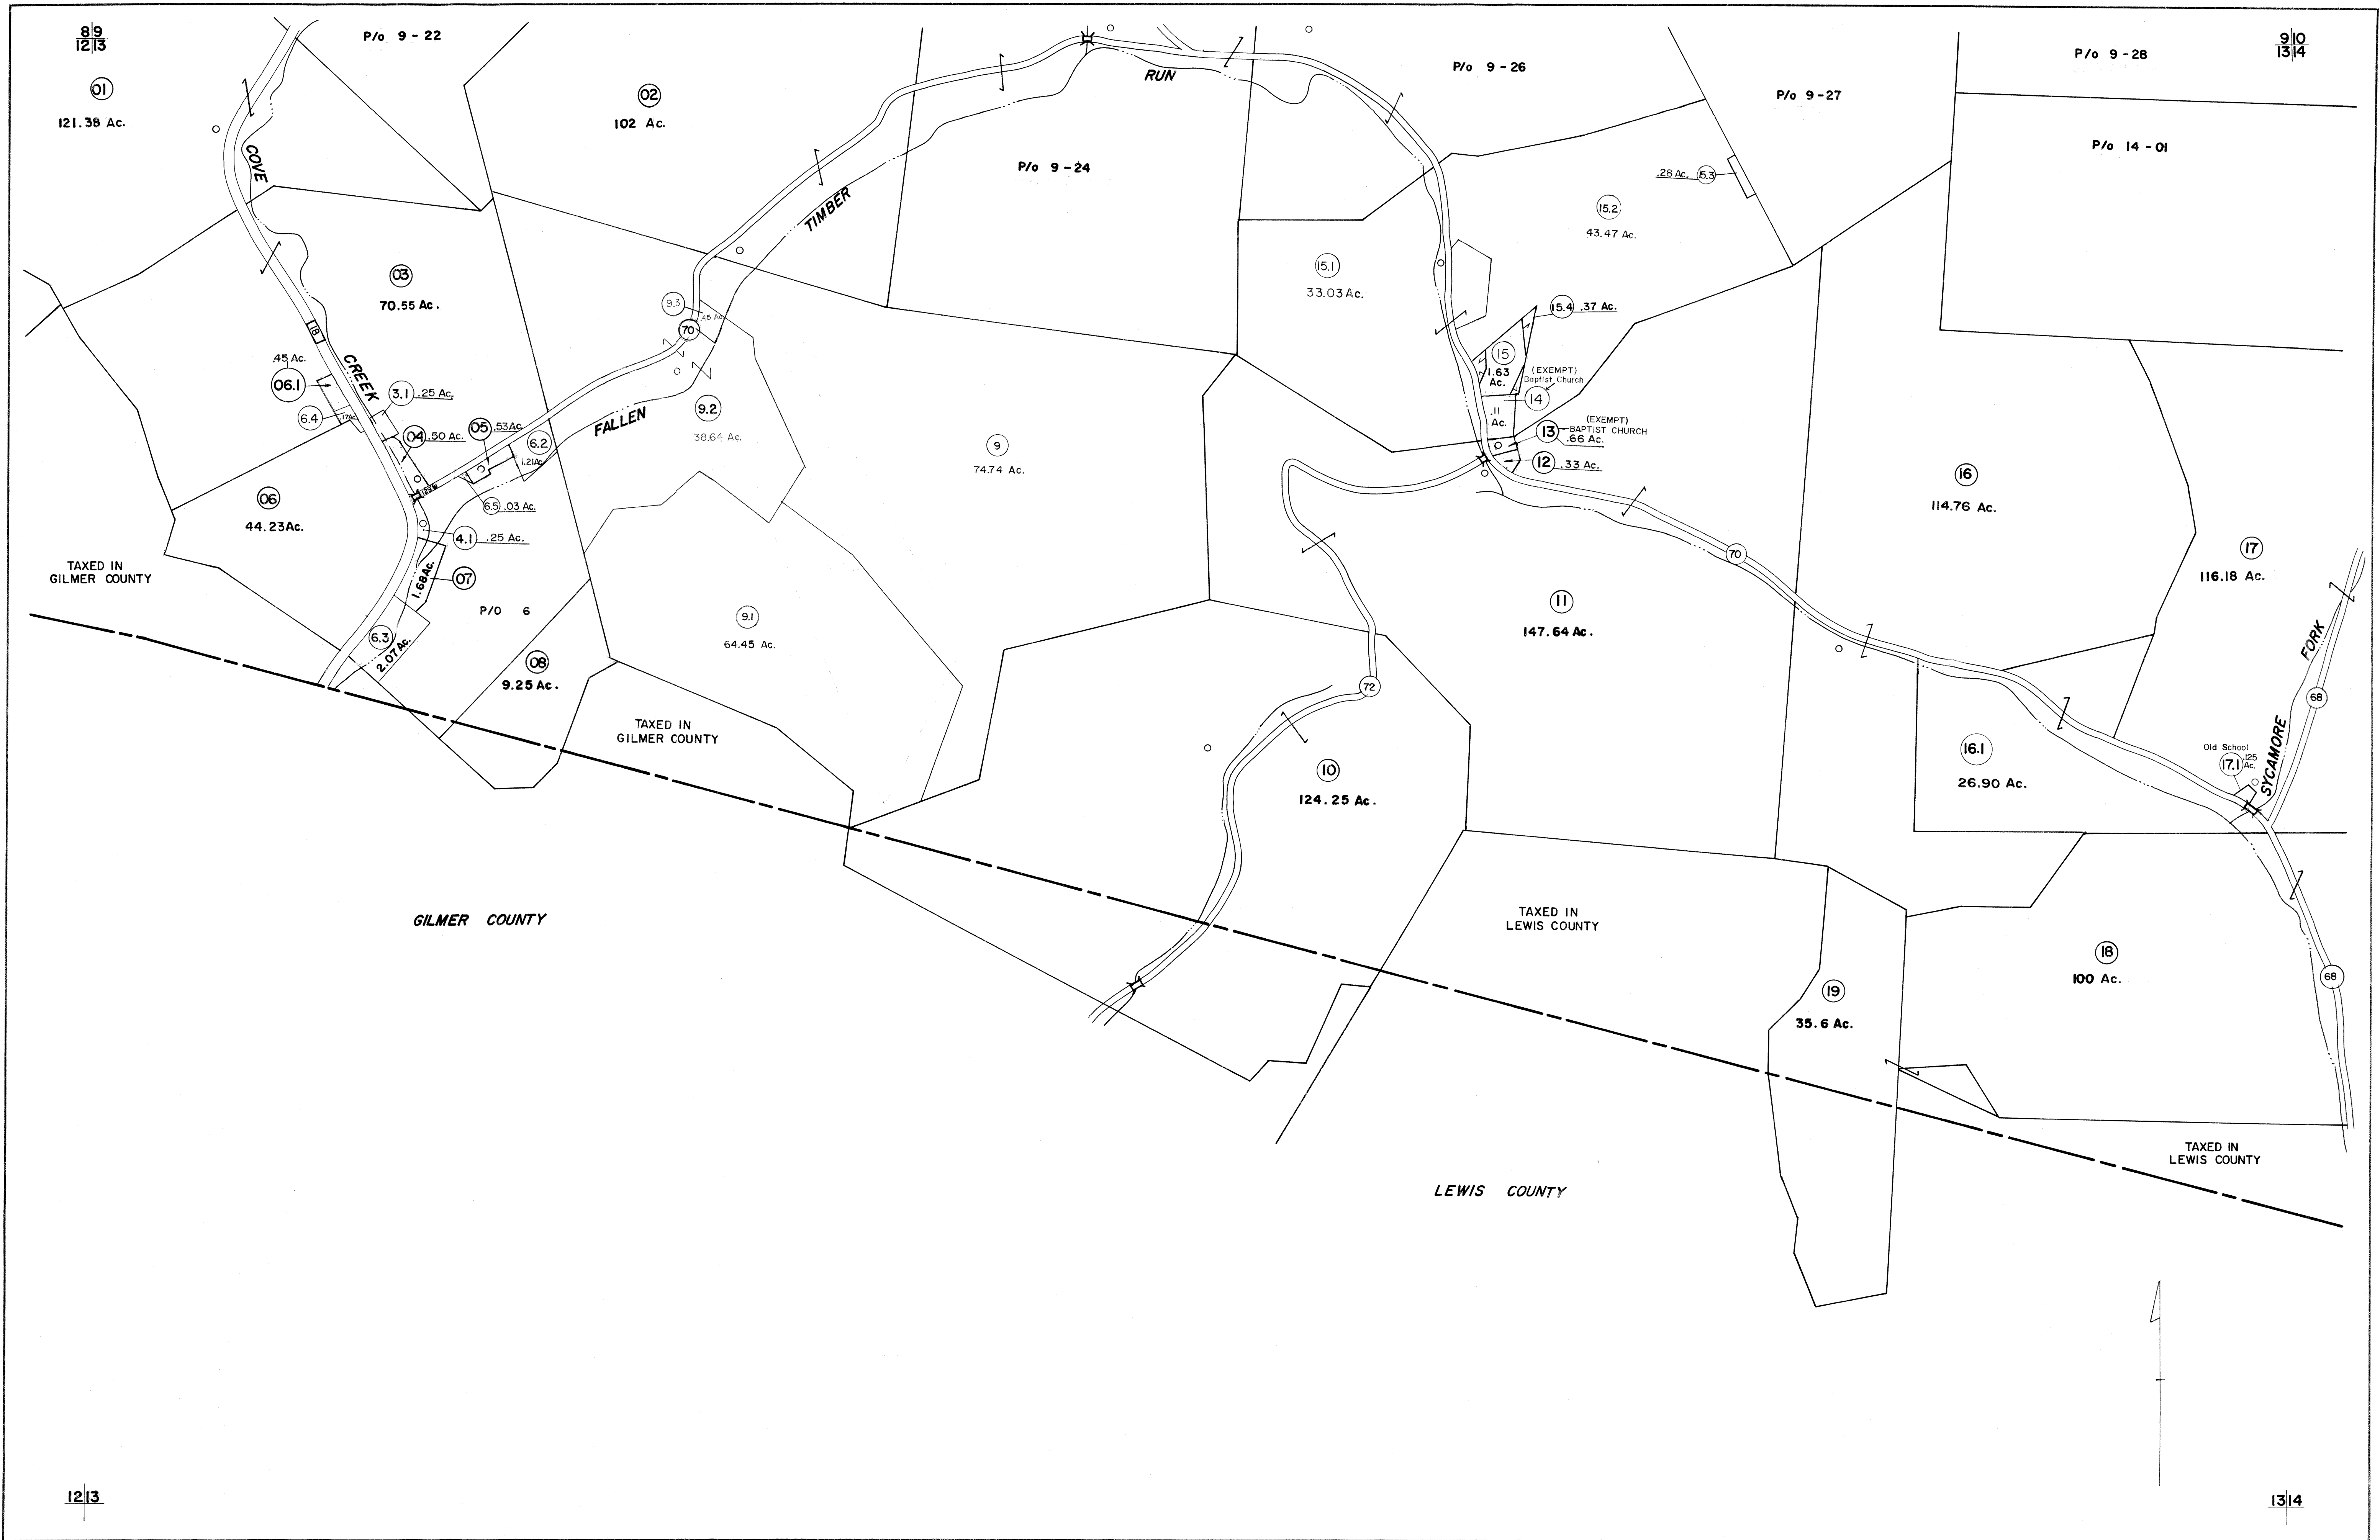 8 9
12 13
P/o 9 - 22
9 10
13 14
P/o 9 - 28
01
121.38 Ac.
02
102 Ac.
RUN
P/o 9 - 26
P/o 9 - 27
P/o 14 - 01
COVE
P/o 9 - 24
TIMBER
.28 Ac. 15.3
15.2
43.47 Ac.
03
70.55 Ac.
15.1
33.03 Ac.
9.3
.45 Ac.
70
18
15.4 .37 Ac.
15
1.63
Ac.
(EXEMPT)
Baptist Church
14
.11
Ac.
.45 Ac.
06.1
CREEK
3.1 .25 Ac.
6.4
.17Ac.
04 .50 Ac.
05 .53Ac.
6.2
1.21Ac.
FALLEN
9.2
38.64 Ac.
9
74.74 Ac.
(EXEMPT)
13 BAPTIST CHURCH
.66 Ac.
12 .33 Ac.
16
114.76 Ac.
06
44.23Ac.
6.5 .03 Ac.
4.1 .25 Ac.
70
17
116.18 Ac.
TAXED IN
GILMER COUNTY
1.68Ac.
07
P/O 6
9.1
64.45 Ac.
11
147.64 Ac.
6.3
2.07 Ac.
08
9.25 Ac.
FORK
68
72
TAXED IN
GILMER COUNTY
SYCAMORE
10
124.25 Ac.
16.1
26.90 Ac.
Old School
17.1 .125
Ac.
GILMER COUNTY
TAXED IN
LEWIS COUNTY
18
100 Ac.
68
19
35.6 Ac.
TAXED IN
LEWIS COUNTY
LEWIS COUNTY
12 13
13 14